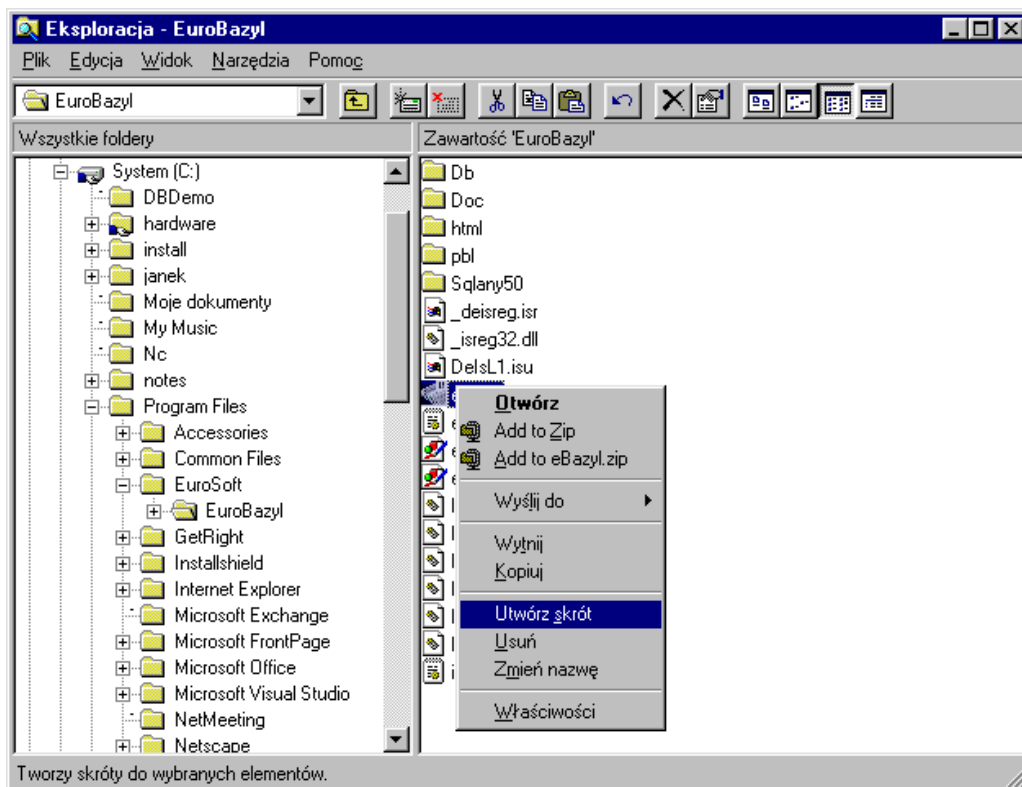 Eksploracja - EuroBazyl
Plik Edycja Widok Narzędzia Pomoc
EuroBazyl
Wszystkie foldery
Zawartość 'EuroBazyl'
System (C:)
DBDemo
hardware
install
janek
Moje dokumenty
My Music
Nc
notes
Program Files
Accessories
Common Files
EuroSoft
EuroBazyl
GetRight
Installshield
Internet Explorer
Microsoft Exchange
Microsoft FrontPage
Microsoft Office
Microsoft Visual Studio
NetMeeting
Netscape
Db
Doc
html
pbl
Sqlany50
_deisreg.isr
_isreg32.dll
DelsL1.isu
Otwórz
Add to Zip
Add to eBazyl.zip
Wyślij do
Wytnij
Kopiuj
Utwórz skrót
Usuń
Zmień nazwę
Właściwości
Tworzy skróty do wybranych elementów.